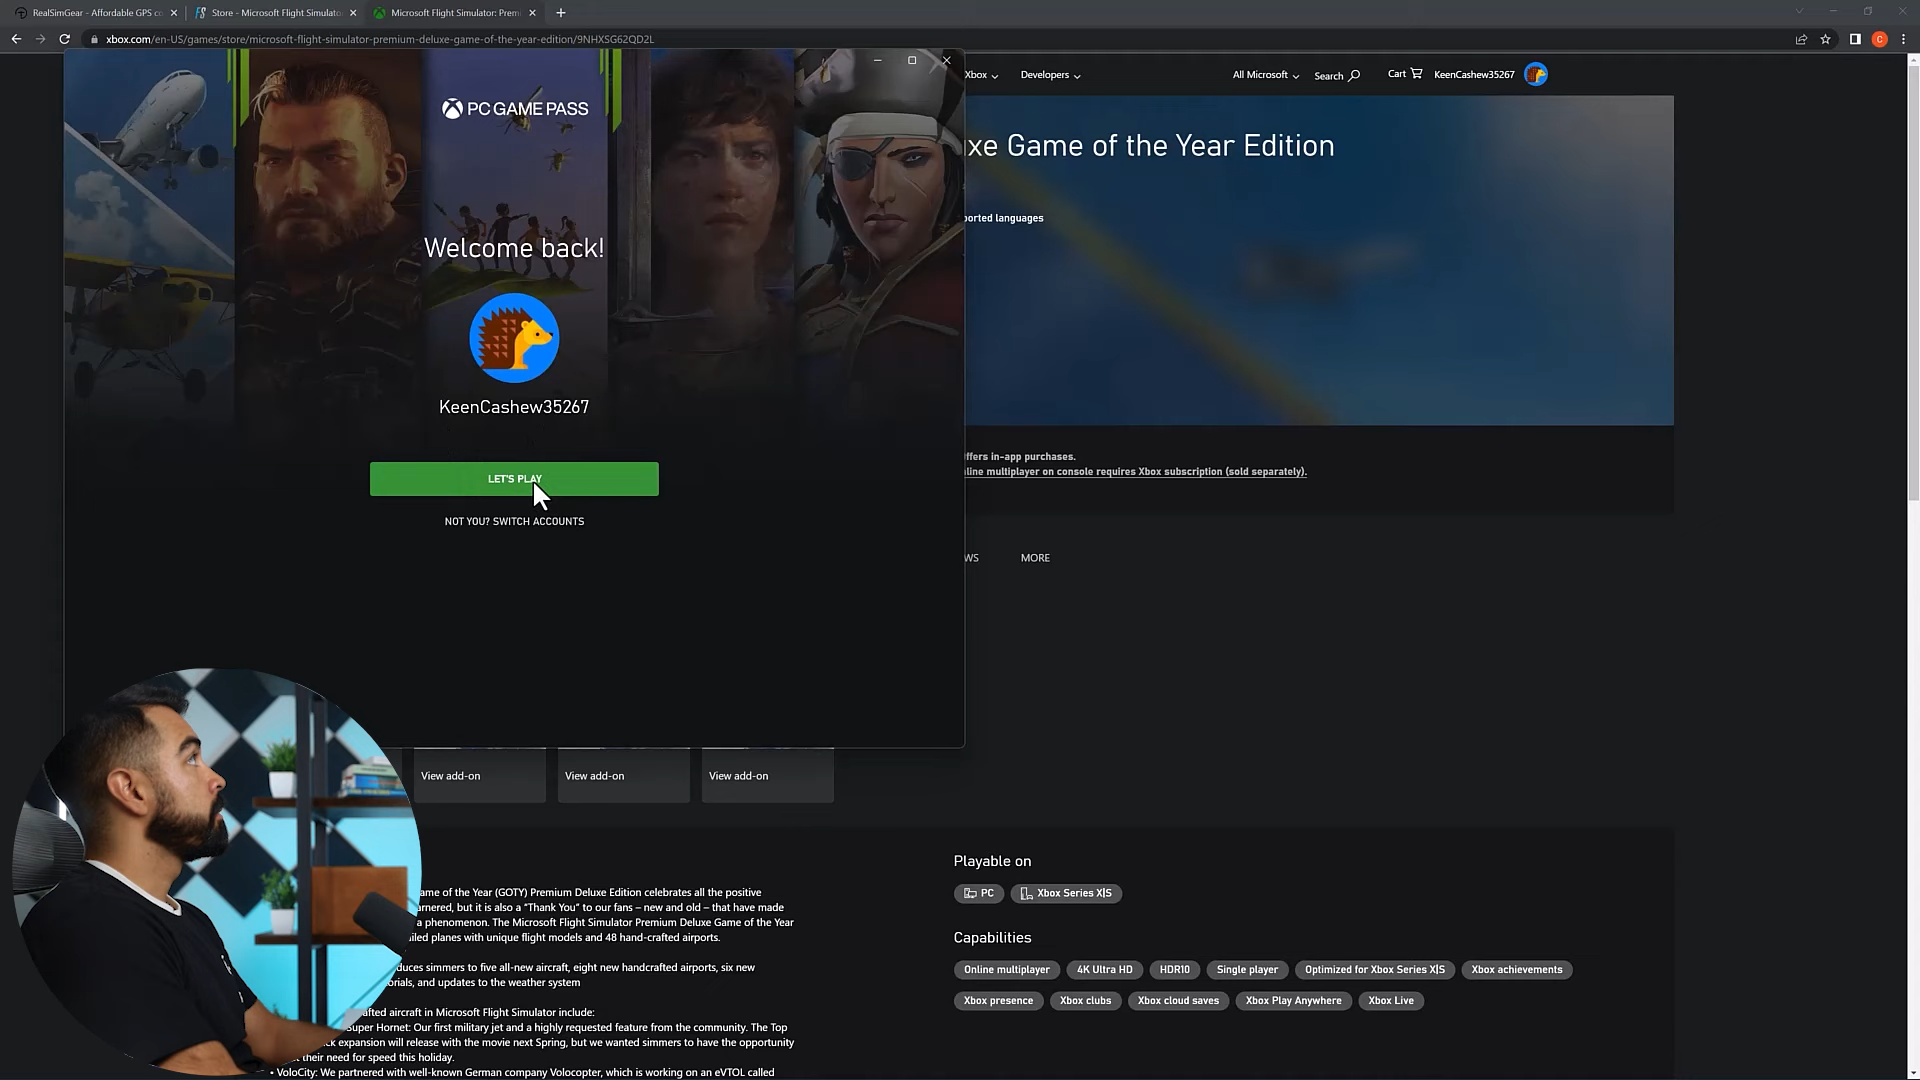 RealSimGear - Affordable GPS co
Store - Microsoft Flight Simulato
Microsoft Flight Simulator: Premi
xbox.com/en-US/games/store/microsoft-flight-simulator-premium-deluxe-game-of-the-year-edition/9NHXSG62QD2L
C
Xbox
Developers
All Microsoft
Search
Cart
KeenCashew35267
PC GAME PASS
xe Game of the Year Edition
ported languages
Welcome back!
KeenCashew35267
LET'S PLAY
NOT YOU? SWITCH ACCOUNTS
ffers in-app purchases.
line multiplayer on console requires Xbox subscription (sold separately).
WS
MORE
View add-on
View add-on
View add-on
ame of the Year (GOTY) Premium Deluxe Edition celebrates all the positive
rnered, but it is also a "Thank You" to our fans – new and old – that have made
a phenomenon. The Microsoft Flight Simulator Premium Deluxe Game of the Year
iled planes with unique flight models and 48 hand-crafted airports.
duces simmers to five all-new aircraft, eight new handcrafted airports, six new
orials, and updates to the weather system
afted aircraft in Microsoft Flight Simulator include:
Super Hornet: Our first military jet and a highly requested feature from the community. The Top
ck expansion will release with the movie next Spring, but we wanted simmers to have the opportunity
their need for speed this holiday.
• VoloCity: We partnered with well-known German company Volocopter, which is working on an eVTOL called
Playable on
PC
Xbox Series X|S
Capabilities
Online multiplayer
4K Ultra HD
HDR10
Single player
Optimized for Xbox Series X|S
Xbox achievements
Xbox presence
Xbox clubs
Xbox cloud saves
Xbox Play Anywhere
Xbox Live